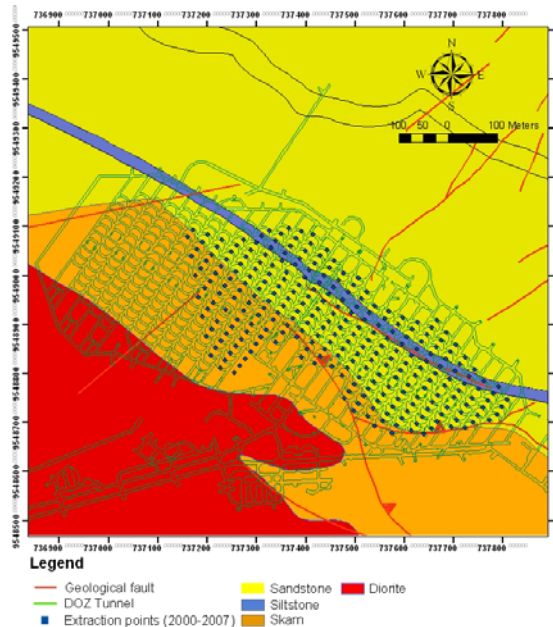 736900 737000 737100 737200 737300 737400 737500 737600 737700 737800
9549500
9549400
9549300
9549200
9549100
9549000
9548900
9548800
9548700
9548600
9548500
N
W E
S
100 50 0 100 Meters
736900 737000 737100 737200 737300 737400 737500 737600 737700 737800
Legend
Geological fault
DOZ Tunnel
Extraction points (2000-2007)
Sandstone
Siltstone
Skarn
Diorite